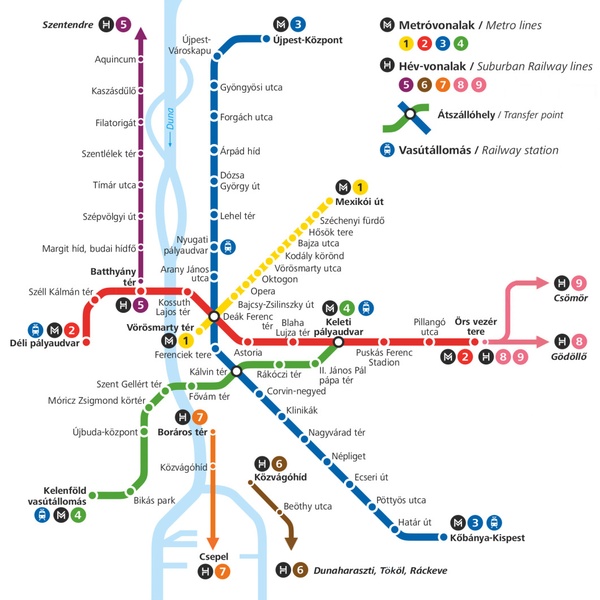 Szentendre H 5
M 3
Újpest-Központ
Újpest-
Városkapu
Metróvonalak / Metro lines
1 2 3 4
H Hév-vonalak / Suburban Railway lines
5 6 7 8 9
Átszállóhely / Transfer point
Vasútállomás / Railway station
Aquincum
Kaszásdűlő
Filatorigát
Szentlélek tér
Tímár utca
Szépvölgyi út
Margit híd, budai hídfő
Batthyány
tér
H 5
Duna
Gyöngyösi utca
Forgách utca
Árpád híd
Dózsa
György út
Lehel tér
Nyugati
pályaudvar
Arany János
utca
M 1
Mexikói út
Széchenyi fürdő
Hősök tere
Bajza utca
Kodály körönd
Vörösmarty utca
Oktogon
Opera
Bajcsy-Zsilinszky út
Deák Ferenc
tér
Széll Kálmán tér
Kossuth
Lajos tér
Vörösmarty tér
M 1
Ferenciek tere
M 2
Déli pályaudvar
Astoria
Blaha
Lujza tér
M 4
Keleti
pályaudvar
Puskás Ferenc
Stadion
Pillangó
utca
Örs vezér
tere
M 2 H 8 9
H 9
Csömör
H 8
Gödöllő
Kálvin tér
Rákóczi tér
II. János Pál
pápa tér
Szent Gellért tér
Fővám tér
Móricz Zsigmond körtér
Újbuda-központ
Bikás park
Kelenföld
vasútállomás
M 4
Corvin-negyed
Klinikák
Nagyvárad tér
Népliget
Ecseri út
Pöttyös utca
Határ út
M 3
Kőbánya-Kispest
H 7
Boráros tér
Közvágóhíd
Csepel
H 7
H 6
Közvágóhíd
Beöthy utca
H 6 Dunaharaszti, Tököl, Ráckeve